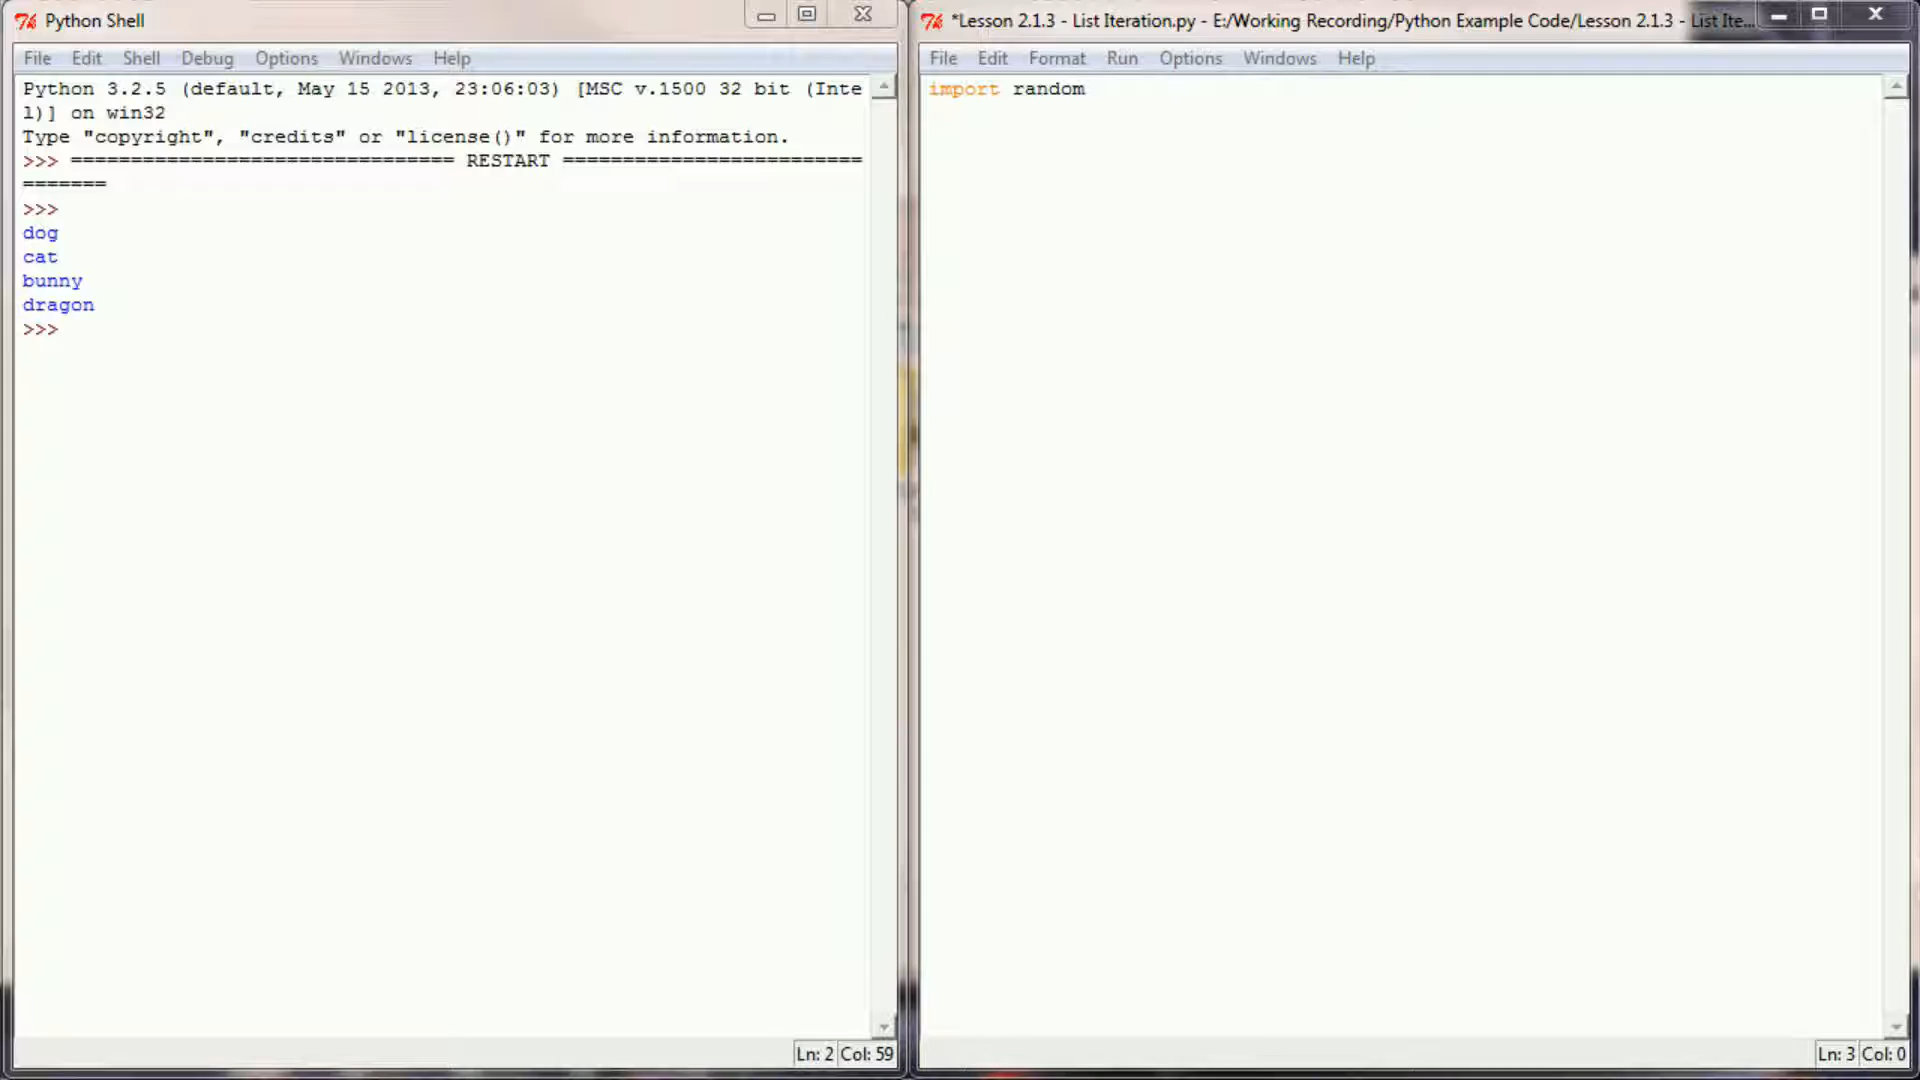 Python Shell
File Edit Shell Debug Options Windows Help
Python 3.2.5 (default, May 15 2013, 23:06:03) [MSC v.1500 32 bit (Inte
l)] on win32
Type "copyright", "credits" or "license()" for more information.
>>> ================================ RESTART =========================
=======
>>>
dog
cat
bunny
dragon
>>>
Ln: 2 Col: 59
*Lesson 2.1.3 - List Iteration.py - E:/Working Recording/Python Example Code/Lesson 2.1.3 - List Ite...
File Edit Format Run Options Windows Help
import random
Ln: 3 Col: 0